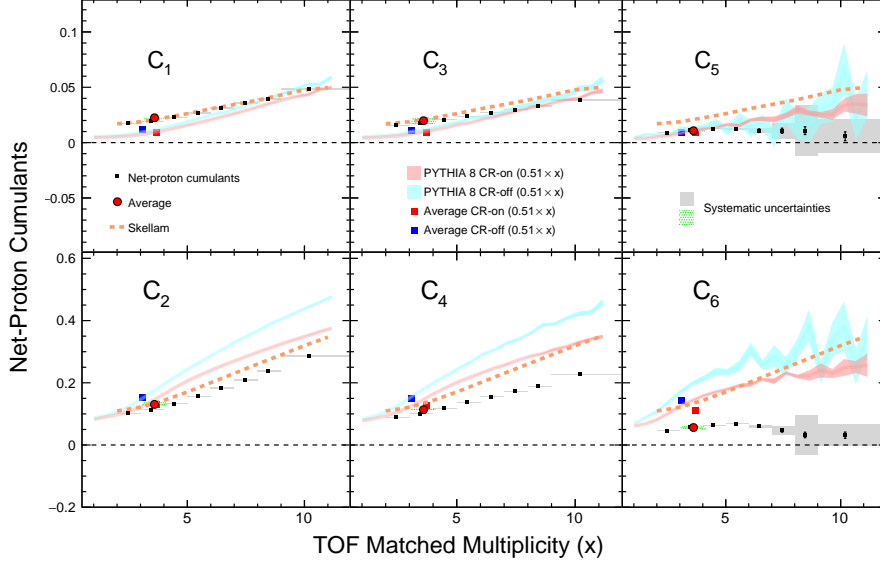 Net-Proton Cumulants
0.1
0.05
0
−0.05
C1
Net-proton cumulants
Average
Skellam
C3
PYTHIA 8 CR-on (0.51× x)
PYTHIA 8 CR-off (0.51× x)
Average CR-on (0.51× x)
Average CR-off (0.51× x)
C5
Systematic uncertainties
0.6
0.4
0.2
0
−0.2
C2
C4
C6
5 10 5 10 5 10
TOF Matched Multiplicity (x)